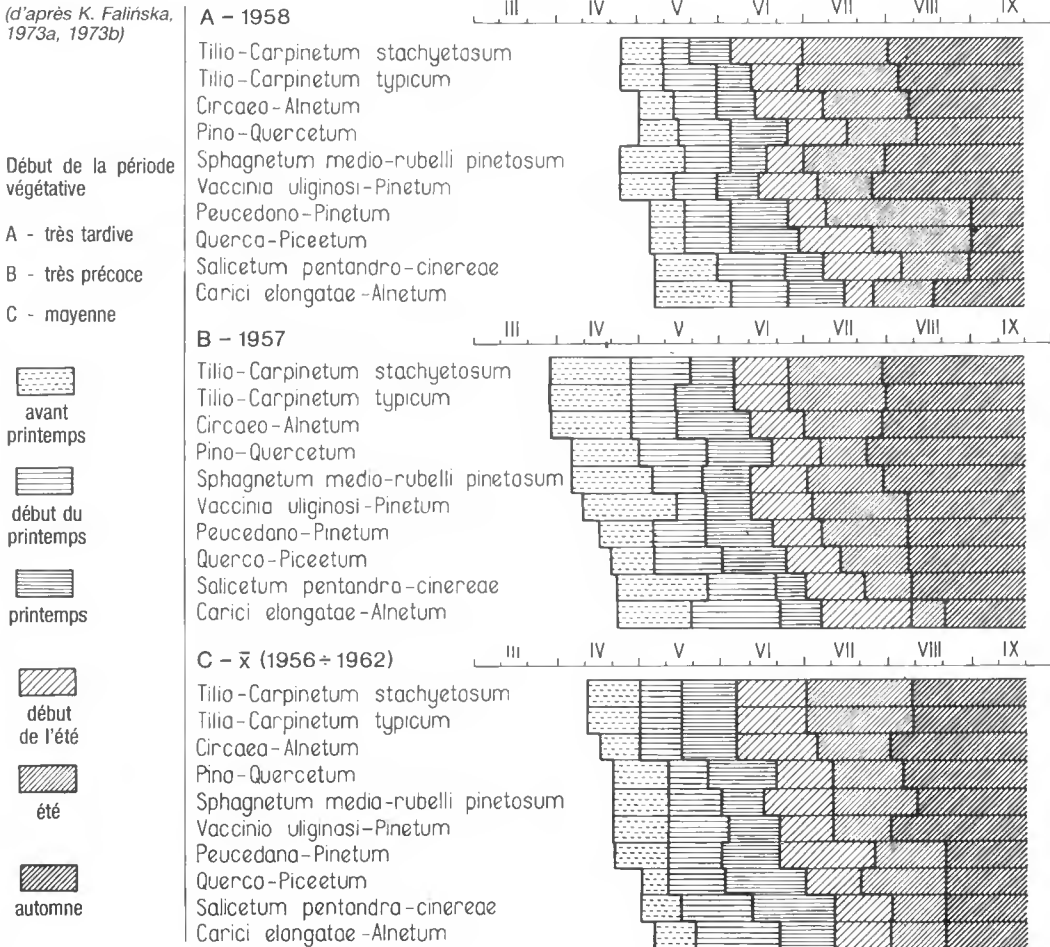 (d'après K. Falińska,
1973a, 1973b)
Début de la période
végétative
A - très tardive
B - très précoce
C - moyenne
avant
printemps
début du
printemps
printemps
début
de l'été
été
automne
A – 1958
III IV V VI VII VIII IX
Tilio-Carpinetum stachyetosum
Tilio-Carpinetum typicum
Circaeo-Alnetum
Pino-Quercetum
Sphagnetum medio-rubelli pinetosum
Vaccinio uliginosi-Pinetum
Peucedano-Pinetum
Querco-Piceetum
Salicetum pentandro-cinereae
Carici elongatae-Alnetum
B – 1957
III IV V VI VII VIII IX
Tilio-Carpinetum stachyetosum
Tilio-Carpinetum typicum
Circaeo-Alnetum
Pino-Quercetum
Sphagnetum medio-rubelli pinetosum
Vaccinio uliginosi-Pinetum
Peucedano-Pinetum
Querco-Piceetum
Salicetum pentandro-cinereae
Carici elongatae-Alnetum
C – x̄ (1956÷1962)
III IV V VI VII VIII IX
Tilio-Carpinetum stachyetosum
Tilio-Carpinetum typicum
Circaeo-Alnetum
Pino-Quercetum
Sphagnetum medio-rubelli pinetosum
Vaccinio uliginosi-Pinetum
Peucedano-Pinetum
Querco-Piceetum
Salicetum pentandro-cinereae
Carici elongatae-Alnetum